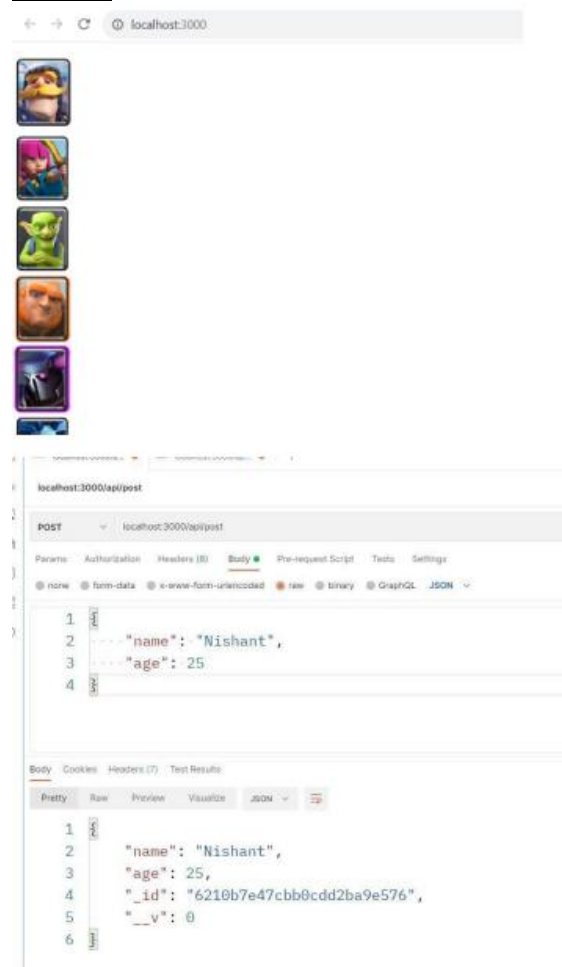 localhost:3000
localhost:3000/api/post
POST localhost:3000/api/post
Params Authorization Headers (8) Body Pre-request Script Tests Settings
none form-data x-www-form-urlencoded raw binary GraphQL JSON
1 {
2 "name": "Nishant",
3 "age": 25
4 }
Body Cookies Headers (7) Test Results
Pretty Raw Preview Visualize JSON
1 {
2 "name": "Nishant",
3 "age": 25,
4 "_id": "6210b7e47cbb0cdd2ba9e576",
5 "__v": 0
6 }